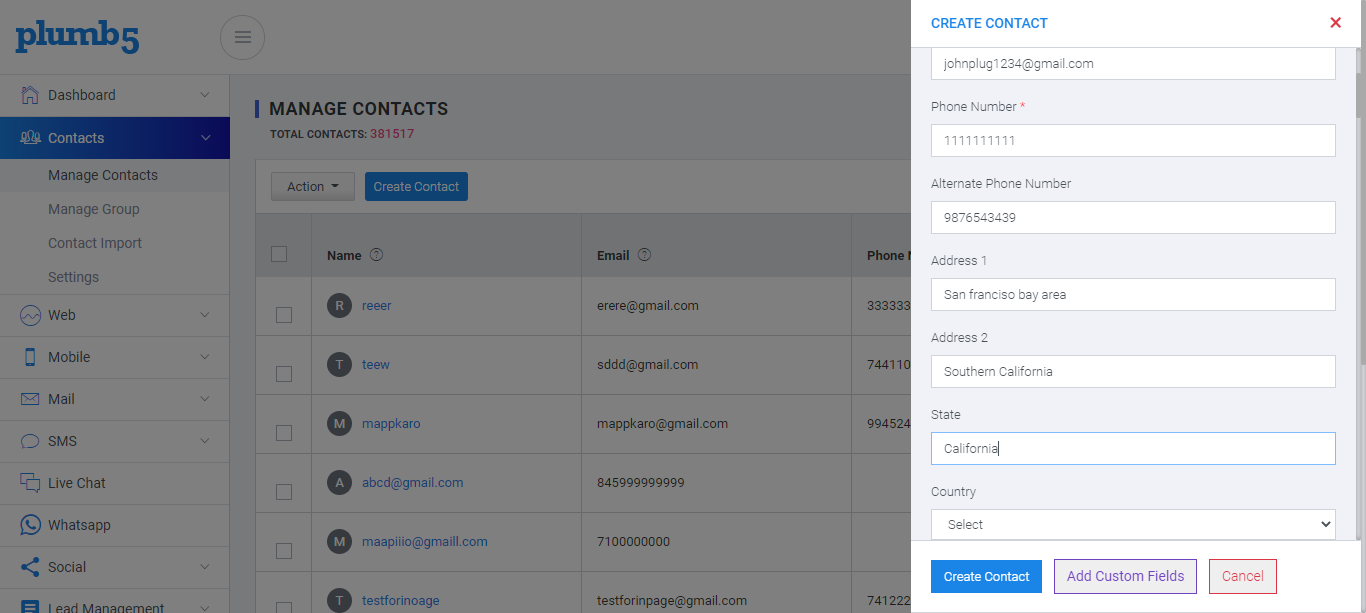 plumb5
Dashboard
Contacts
Manage Contacts
Manage Group
Contact Import
Settings
Web
Mobile
Mail
SMS
Live Chat
Whatsapp
Social
Lead Management
MANAGE CONTACTS
TOTAL CONTACTS: 381517
Action
Create Contact
Name ?
Email ?
Phone
R reeer erere@gmail.com 333333
T teew sddd@gmail.com 744110
M mappkaro mappkaro@gmail.com 994524
A abcd@gmail.com 845999999999
M maapiiio@gmaill.com 7100000000
T testforinoage testforinpage@gmail.com 741222
CREATE CONTACT
johnplug1234@gmail.com
Phone Number *
1111111111
Alternate Phone Number
9876543439
Address 1
San franciso bay area
Address 2
Southern California
State
California
Country
Select
Create Contact
Add Custom Fields
Cancel